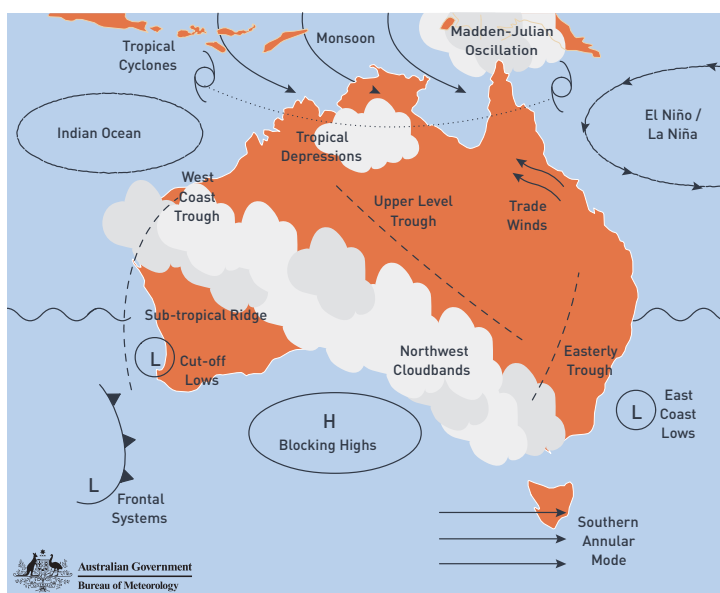 Tropical
Cyclones
Monsoon
Madden-Julian
Oscillation
Indian Ocean
El Niño /
La Niña
Tropical
Depressions
West
Coast
Trough
Upper Level
Trough
Trade
Winds
Sub-tropical Ridge
L
Cut-off
Lows
Northwest
Cloudbands
Easterly
Trough
L
East
Coast
Lows
H
Blocking Highs
L
Frontal
Systems
Southern
Annular
Mode
Australian Government
Bureau of Meteorology